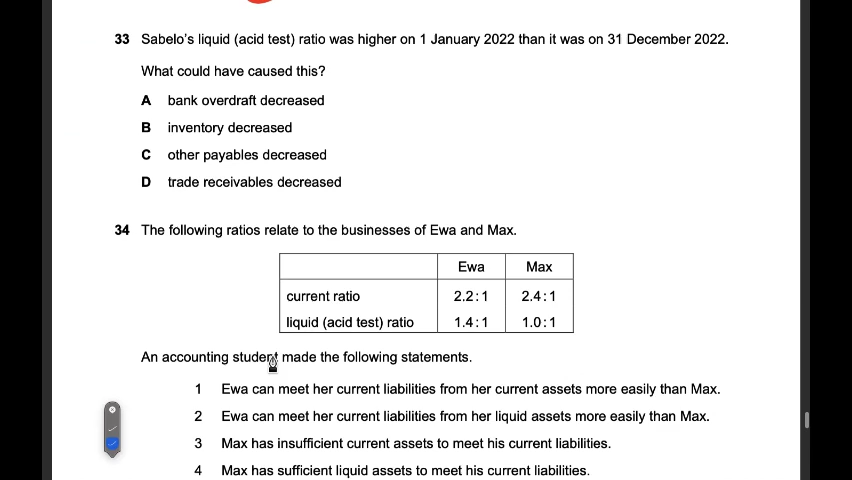 33 Sabelo’s liquid (acid test) ratio was higher on 1 January 2022 than it was on 31 December 2022.
What could have caused this?
A bank overdraft decreased
B inventory decreased
C other payables decreased
D trade receivables decreased
34 The following ratios relate to the businesses of Ewa and Max.
Ewa Max
current ratio 2.2 : 1 2.4 : 1
liquid (acid test) ratio 1.4 : 1 1.0 : 1
An accounting student made the following statements.
1 Ewa can meet her current liabilities from her current assets more easily than Max.
2 Ewa can meet her current liabilities from her liquid assets more easily than Max.
3 Max has insufficient current assets to meet his current liabilities.
4 Max has sufficient liquid assets to meet his current liabilities.